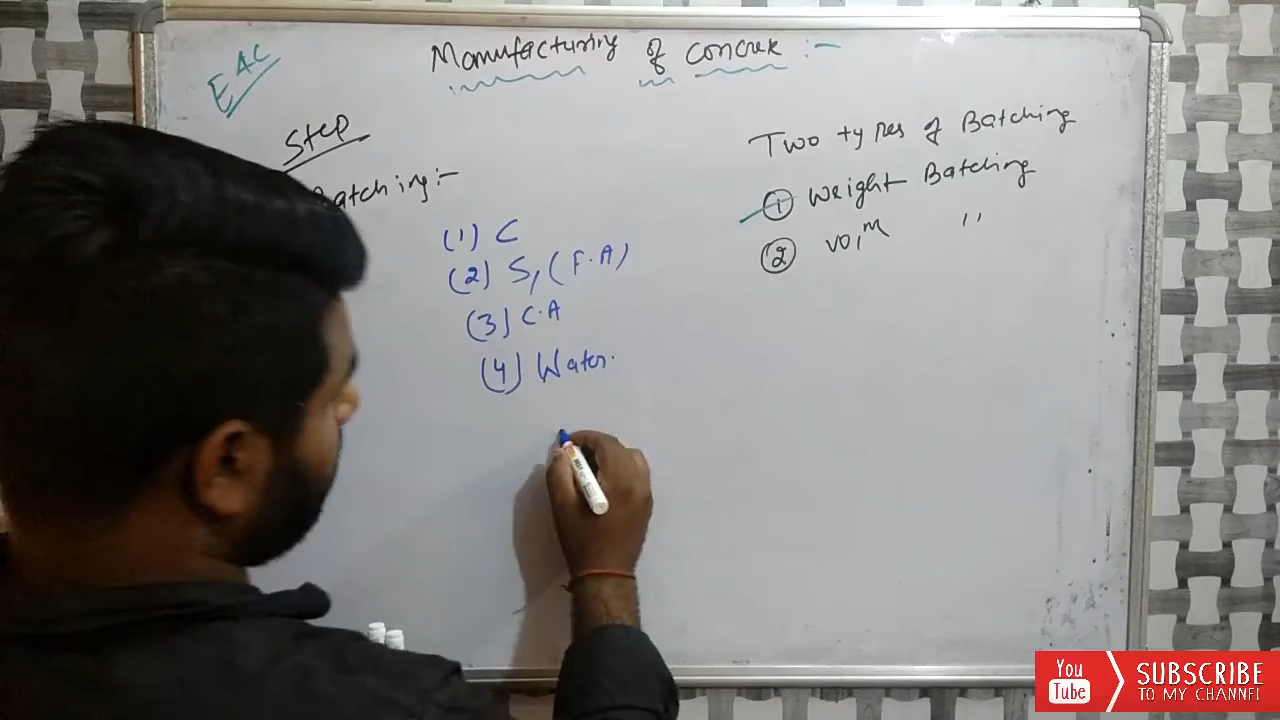 EAC
Manufacturing of concrete :-
Step
Batching:-
(1) C
(2) S, (F.A)
(3) C.A
(4) Water.
Two types of Batching
① Weight Batching
② Vol^m ''
You
Tube
SUBSCRIBE
TO MY CHANNEL